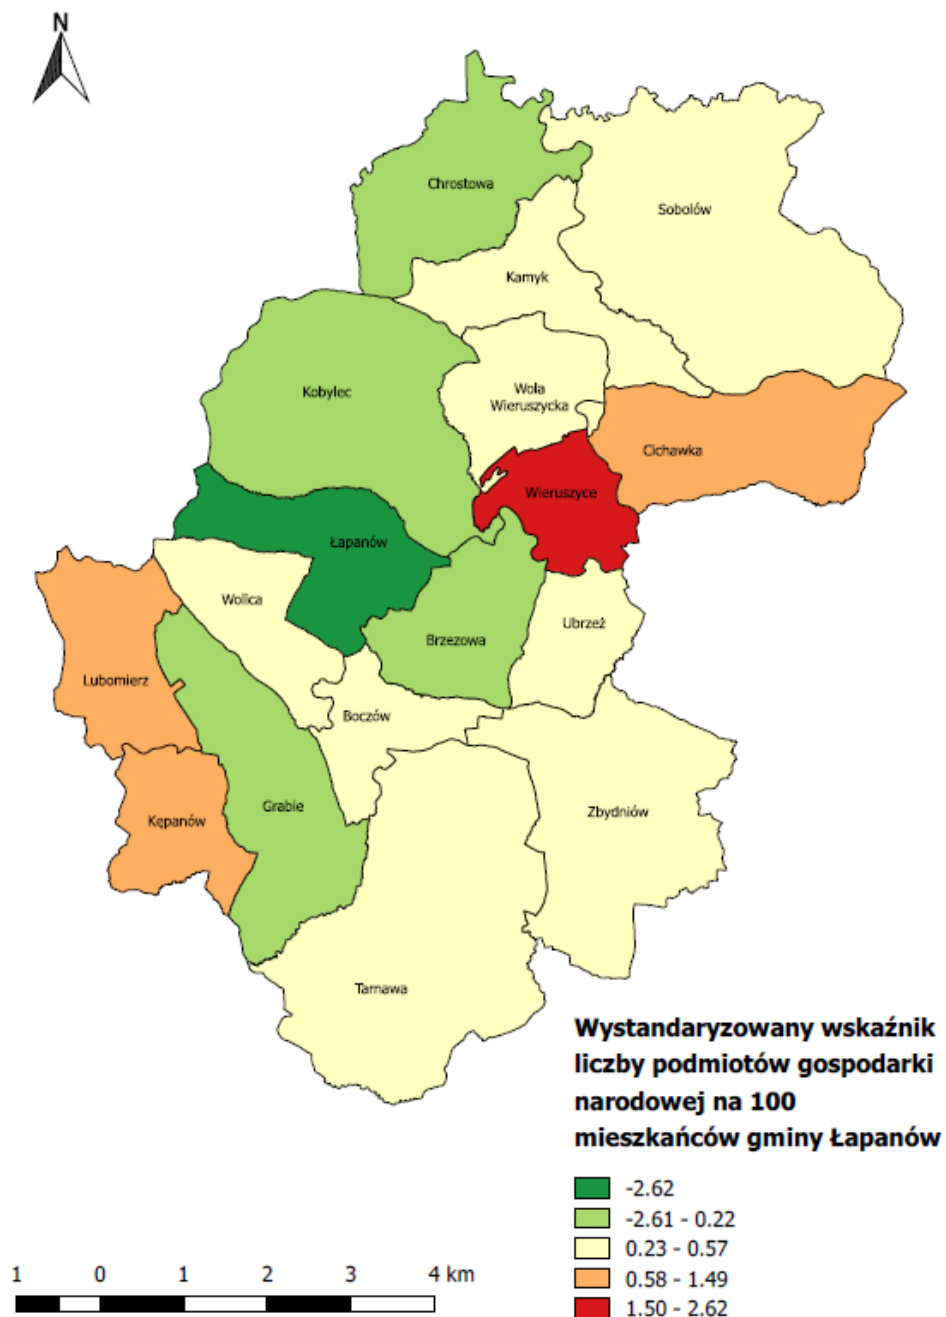 N
Chrostowa
Sobolów
Kamyk
Kobylec
Wola
Wieruszycka
Cichawka
Wieruszyce
Łapanów
Wolica
Ubrzeż
Brzezowa
Lubomierz
Boczów
Grabie
Zbydniów
Kępanów
Tarnawa
Wystandaryzowany wskaźnik
liczby podmiotów gospodarki
narodowej na 100
mieszkańców gminy Łapanów
-2.62
-2.61 - 0.22
0.23 - 0.57
0.58 - 1.49
1.50 - 2.62
1 0 1 2 3 4 km